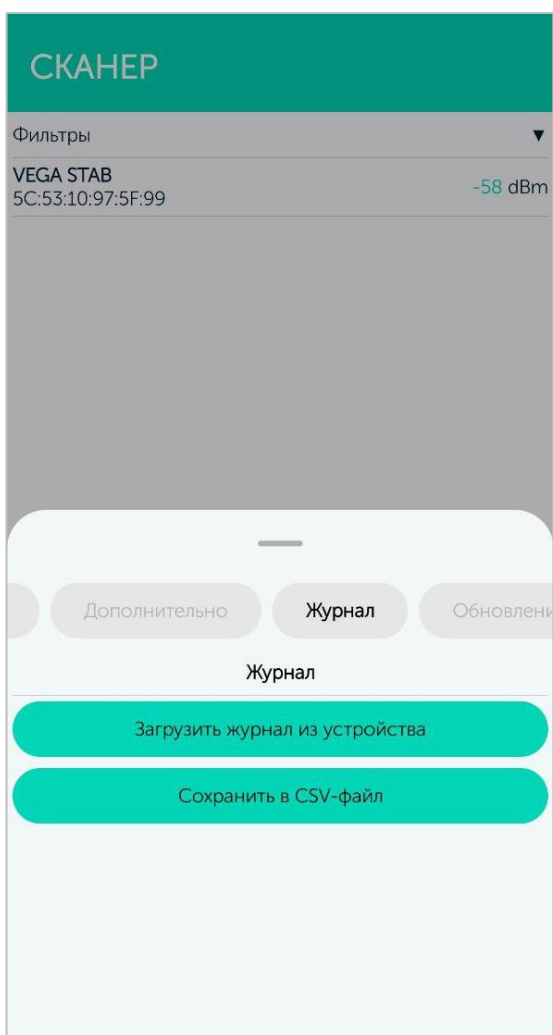 СКАНЕР
Фильтры ▼
VEGA STAB
5C:53:10:97:5F:99
-58 dBm
Дополнительно Журнал Обновлени
Журнал
Загрузить журнал из устройства
Сохранить в CSV-файл